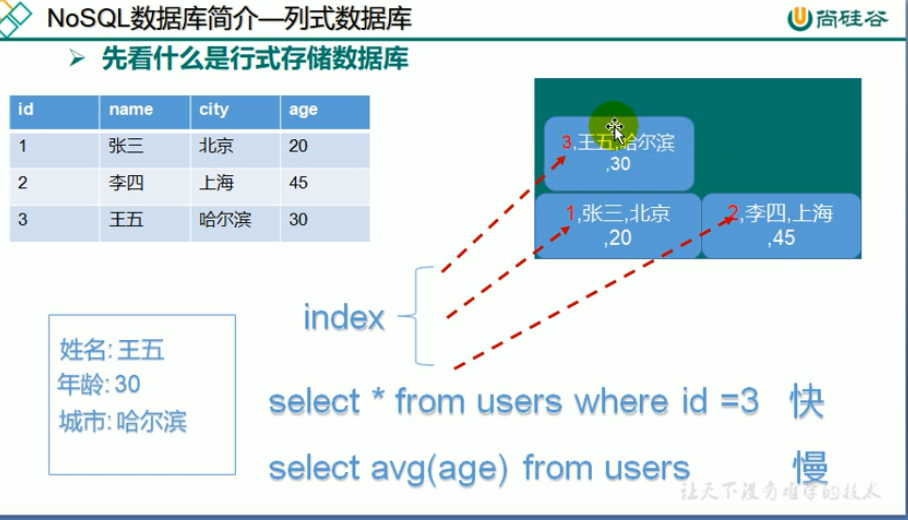 NoSQL数据库简介—列式数据库
尚硅谷
先看什么是行式存储数据库
id name city age
1 张三 北京 20
2 李四 上海 45
3 王五 哈尔滨 30
3,王五,哈尔滨
,30
1,张三,北京
,20
2,李四,上海
,45
index
姓名: 王五
年龄: 30
城市: 哈尔滨
select * from users where id =3 快
select avg(age) from users 慢
让天下没有难学的技术